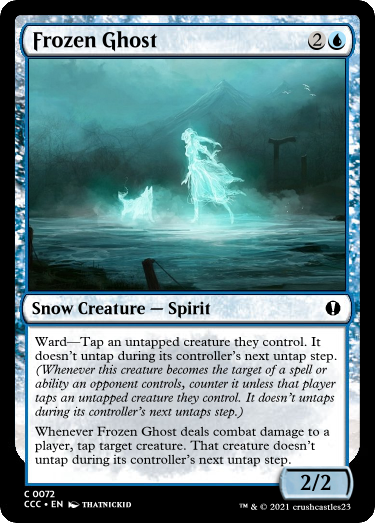 Frozen Ghost 2
Snow Creature — Spirit
Ward—Tap an untapped creature they control. It
doesn't untap during its controller's next untap step.
(Whenever this creature becomes the target of a spell or
ability an opponent controls, counter it unless that player
taps an untapped creature they control. It doesn't untap
during its controller's next untaps step.)
Whenever Frozen Ghost deals combat damage to a
player, tap target creature. That creature doesn't
untap during its controller's next untap step.
2/2
C 0072
CCC • EN THATNICKID
™ & © 2021 crushcastles23